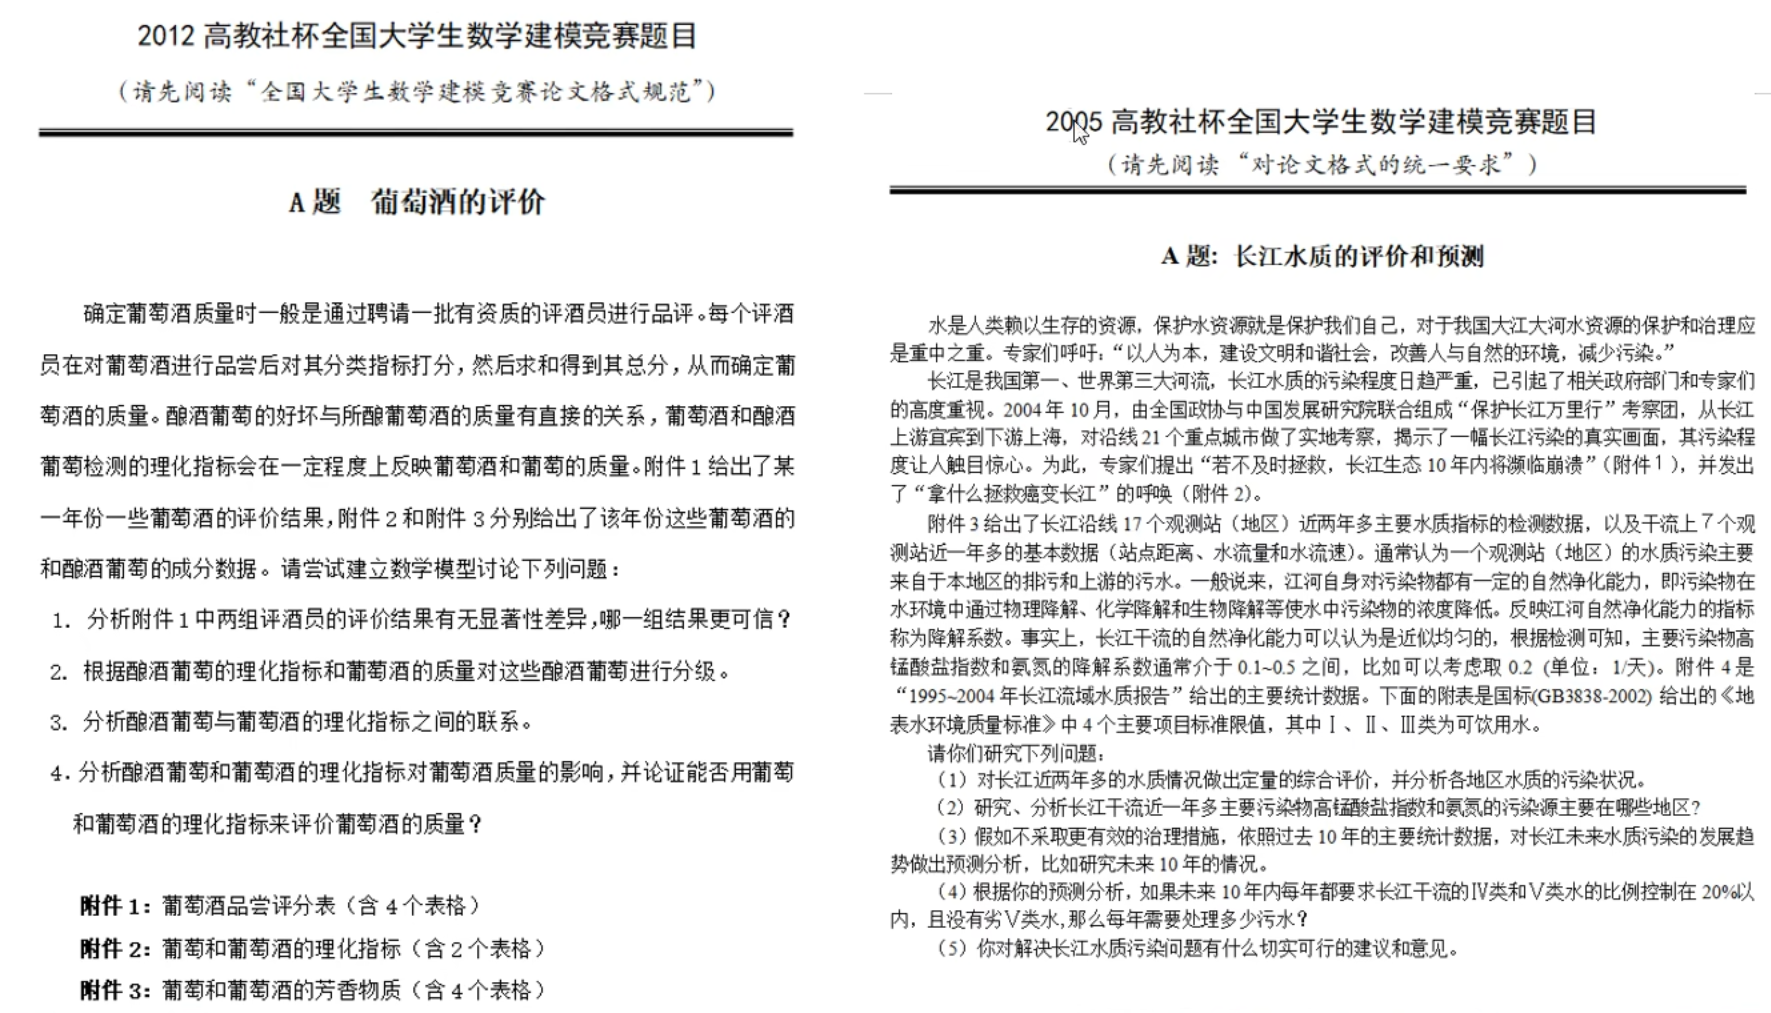 2012 高教社杯全国大学生数学建模竞赛题目
（请先阅读“全国大学生数学建模竞赛论文格式规范”）
A 题　葡萄酒的评价
确定葡萄酒质量时一般是通过聘请一批有资质的评酒员进行品评。每个评酒
员在对葡萄酒进行品尝后对其分类指标打分，然后求和得到其总分，从而确定葡
萄酒的质量。酿酒葡萄的好坏与所酿葡萄酒的质量有直接的关系，葡萄酒和酿酒
葡萄检测的理化指标会在一定程度上反映葡萄酒和葡萄的质量。附件 1 给出了某
一年份一些葡萄酒的评价结果，附件 2 和附件 3 分别给出了该年份这些葡萄酒的
和酿酒葡萄的成分数据。请尝试建立数学模型讨论下列问题：
1. 分析附件 1 中两组评酒员的评价结果有无显著性差异，哪一组结果更可信？
2. 根据酿酒葡萄的理化指标和葡萄酒的质量对这些酿酒葡萄进行分级。
3. 分析酿酒葡萄与葡萄酒的理化指标之间的联系。
4．分析酿酒葡萄和葡萄酒的理化指标对葡萄酒质量的影响，并论证能否用葡萄
和葡萄酒的理化指标来评价葡萄酒的质量？
附件 1：葡萄酒品尝评分表（含 4 个表格）
附件 2：葡萄和葡萄酒的理化指标（含 2 个表格）
附件 3：葡萄和葡萄酒的芳香物质（含 4 个表格）
2005 高教社杯全国大学生数学建模竞赛题目
（请先阅读 “对论文格式的统一要求”）
A 题: 长江水质的评价和预测
水是人类赖以生存的资源，保护水资源就是保护我们自己，对于我国大江大河水资源的保护和治理应
是重中之重。专家们呼吁：“以人为本，建设文明和谐社会，改善人与自然的环境，减少污染。”
长江是我国第一、世界第三大河流，长江水质的污染程度日趋严重，已引起了相关政府部门和专家们
的高度重视。2004 年 10 月，由全国政协与中国发展研究院联合组成“保护长江万里行”考察团，从长江
上游宜宾到下游上海，对沿线 21 个重点城市做了实地考察，揭示了一幅长江污染的真实画面，其污染程
度让人触目惊心。为此，专家们提出“若不及时拯救，长江生态 10 年内将濒临崩溃”（附件 1），并发出
了“拿什么拯救癌变长江”的呼唤（附件 2）。
附件 3 给出了长江沿线 17 个观测站（地区）近两年多主要水质指标的检测数据，以及干流上 7 个观
测站近一年多的基本数据（站点距离、水流量和水流速）。通常认为一个观测站（地区）的水质污染主要
来自于本地区的排污和上游的污水。一般说来，江河自身对污染物都有一定的自然净化能力，即污染物在
水环境中通过物理降解、化学降解和生物降解等使水中污染物的浓度降低。反映江河自然净化能力的指标
称为降解系数。事实上，长江干流的自然净化能力可以认为是近似均匀的，根据检测可知，主要污染物高
锰酸盐指数和氨氮的降解系数通常介于 0.1~0.5 之间，比如可以考虑取 0.2 (单位：1/天)。附件 4 是
“1995~2004 年长江流域水质报告”给出的主要统计数据。下面的附表是国标(GB3838-2002) 给出的《地
表水环境质量标准》中 4 个主要项目标准限值，其中Ⅰ、Ⅱ、Ⅲ类为可饮用水。
请你们研究下列问题：
（1）对长江近两年多的水质情况做出定量的综合评价，并分析各地区水质的污染状况。
（2）研究、分析长江干流近一年多主要污染物高锰酸盐指数和氨氮的污染源主要在哪些地区?
（3）假如不采取更有效的治理措施，依照过去 10 年的主要统计数据，对长江未来水质污染的发展趋
势做出预测分析，比如研究未来 10 年的情况。
（4）根据你的预测分析，如果未来 10 年内每年都要求长江干流的Ⅳ类和Ⅴ类水的比例控制在 20%以
内，且没有劣Ⅴ类水，那么每年需要处理多少污水？
（5）你对解决长江水质污染问题有什么切实可行的建议和意见。